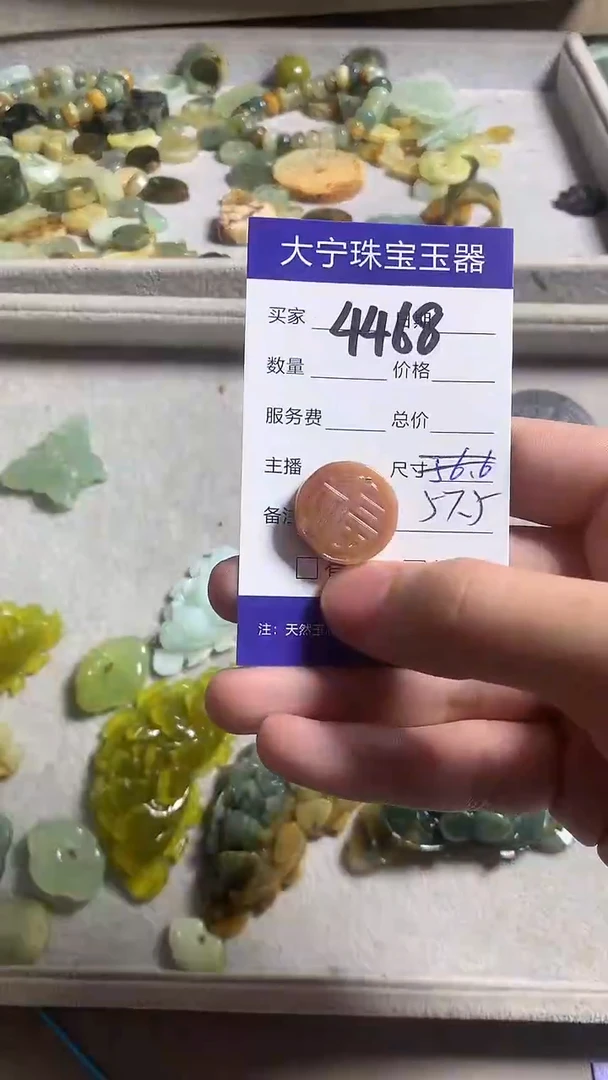 大宁珠宝玉器
买家 4468
数量 价格
服务费 总价
主播 尺寸 56.6
57.5
注：天然玉